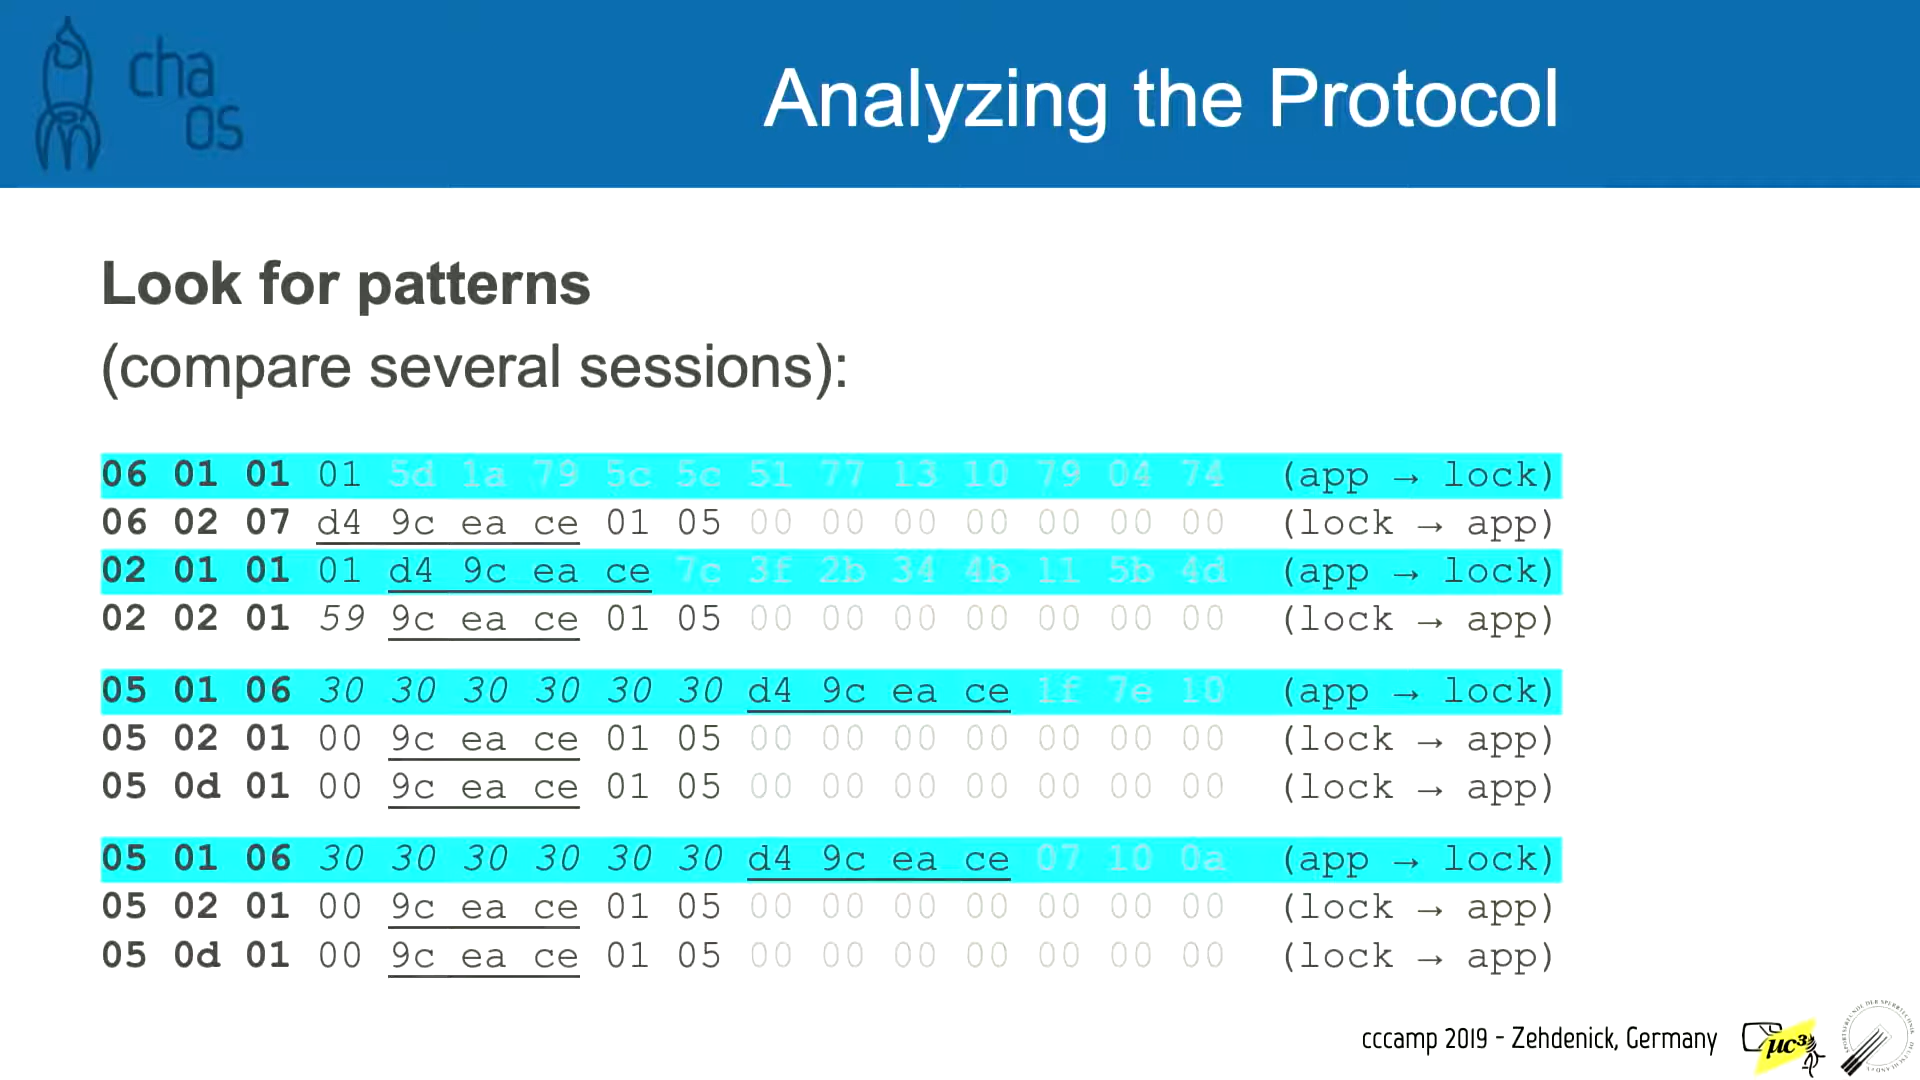 cha
os
Analyzing the Protocol
Look for patterns
(compare several sessions):
06 01 01 01 5d 1a 79 5c 5c 51 77 13 10 79 04 74 (app → lock)
06 02 07 d4 9c ea ce 01 05 00 00 00 00 00 00 00 (lock → app)
02 01 01 01 d4 9c ea ce 7c 3f 2b 34 4b 11 5b 4d (app → lock)
02 02 01 59 9c ea ce 01 05 00 00 00 00 00 00 00 (lock → app)
05 01 06 30 30 30 30 30 30 d4 9c ea ce 1f 7e 10 (app → lock)
05 02 01 00 9c ea ce 01 05 00 00 00 00 00 00 00 (lock → app)
05 0d 01 00 9c ea ce 01 05 00 00 00 00 00 00 00 (lock → app)
05 01 06 30 30 30 30 30 30 d4 9c ea ce 07 10 0a (app → lock)
05 02 01 00 9c ea ce 01 05 00 00 00 00 00 00 00 (lock → app)
05 0d 01 00 9c ea ce 01 05 00 00 00 00 00 00 00 (lock → app)
cccamp 2019 - Zehdenick, Germany
μc³